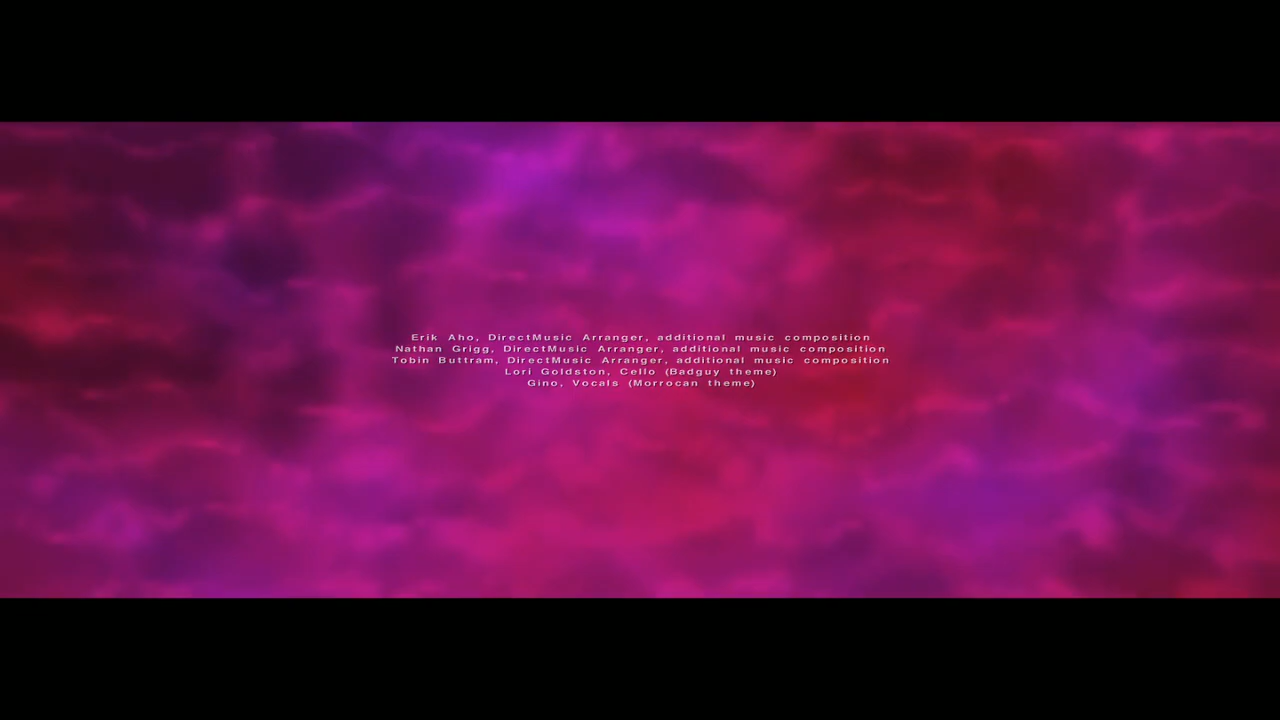 Erik Aho, DirectMusic Arranger, additional music composition
Nathan Grigg, DirectMusic Arranger, additional music composition
Tobin Buttram, DirectMusic Arranger, additional music composition
Lori Goldston, Cello (Badguy theme)
Gino, Vocals (Morrocan theme)